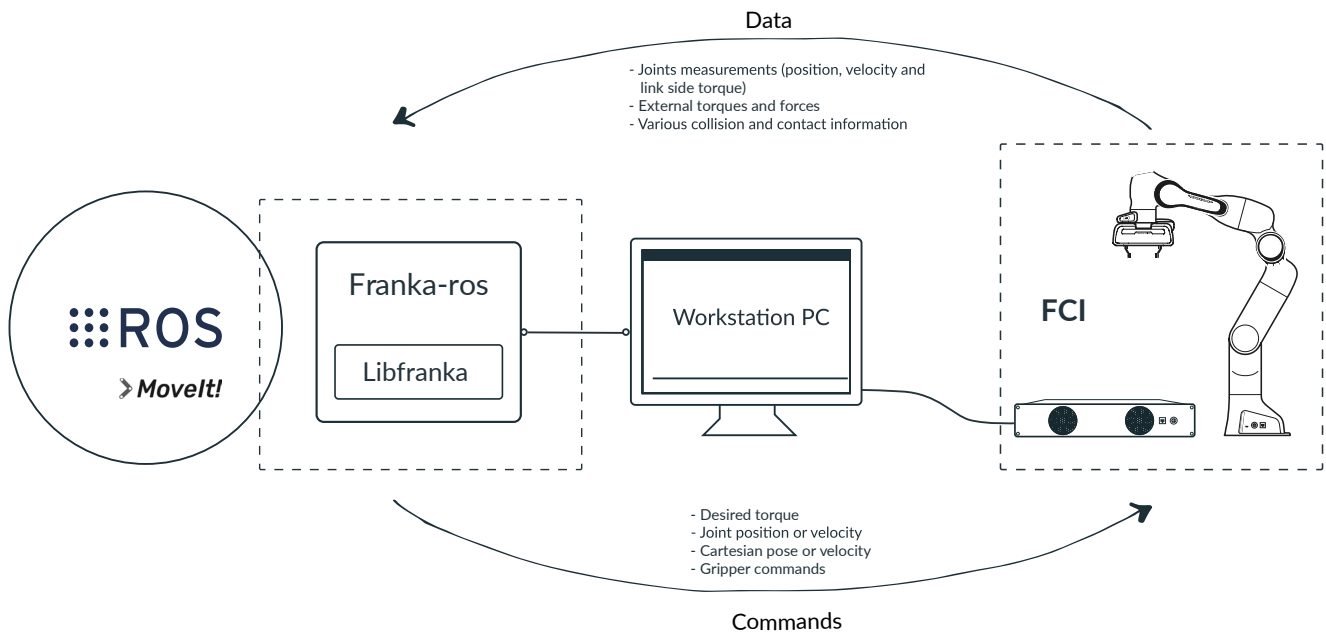 Data
- Joints measurements (position, velocity and
link side torque)
- External torques and forces
- Various collision and contact information
ROS
MoveIt!
Franka-ros
Libfranka
Workstation PC
FCI
- Desired torque
- Joint position or velocity
- Cartesian pose or velocity
- Gripper commands
Commands